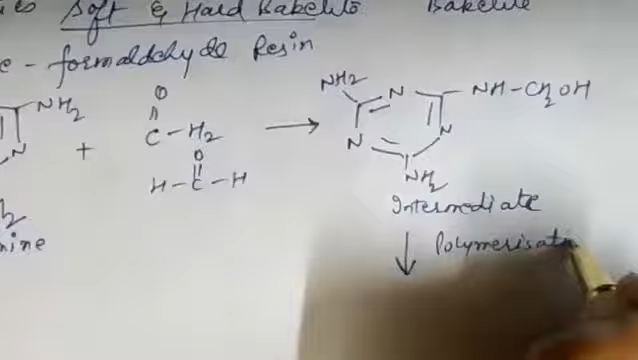 Soft & Hard Bakelite Bakelite
- formaldehyde Resin
NH2
N + O C-H2 → NH2 N NH-CH2OH
N N NH2
O H-C-H
Intermediate
↓ Polymerisat